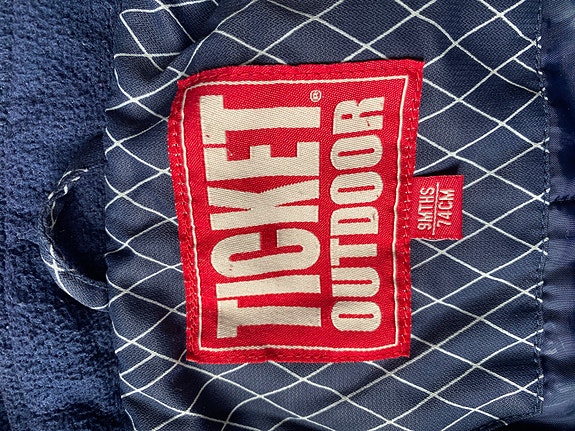 TICKET®
OUTDOOR
9MTHS
74CM